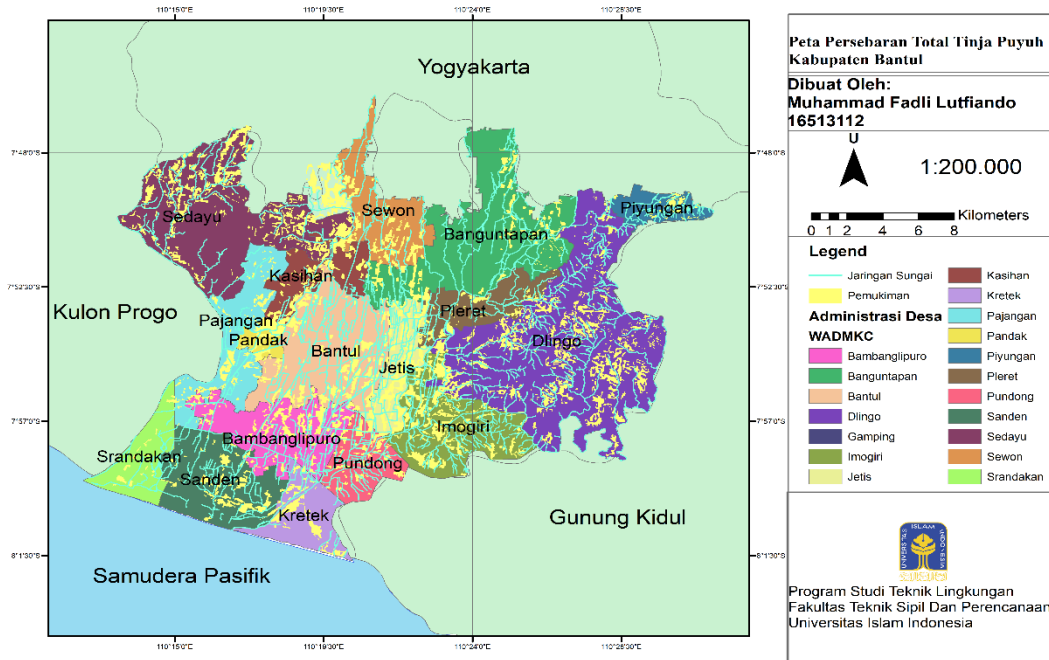 110°15'0"E
110°19'30"E
110°24'0"E
110°28'30"E
Yogyakarta
7°48'0"S
7°48'0"S
Sedayu
Sewon
Piyungan
Banguntapan
Kasihan
7°52'30"S
7°52'30"S
Kulon Progo
Pajangan
Pleret
Pandak
Bantul
Dlingo
Jetis
7°57'0"S
7°57'0"S
Imogiri
Bambanglipuro
Srandakan
Pundong
Sanden
Kretek
Gunung Kidul
8°1'30"S
8°1'30"S
Samudera Pasifik
110°15'0"E
110°19'30"E
110°24'0"E
110°28'30"E
Peta Persebaran Total Tinja Puyuh
Kabupaten Bantul
Dibuat Oleh:
Muhammad Fadli Lutfiando
16513112
U
1:200.000
Kilometers
0 1 2 4 6 8
Legend
Jaringan Sungai
Pemukiman
Administrasi Desa
WADMKC
Bambanglipuro
Banguntapan
Bantul
Dlingo
Gamping
Imogiri
Jetis
Kasihan
Kretek
Pajangan
Pandak
Piyungan
Pleret
Pundong
Sanden
Sedayu
Sewon
Srandakan
ISLAM
Program Studi Teknik Lingkungan
Fakultas Teknik Sipil Dan Perencanaan
Universitas Islam Indonesia